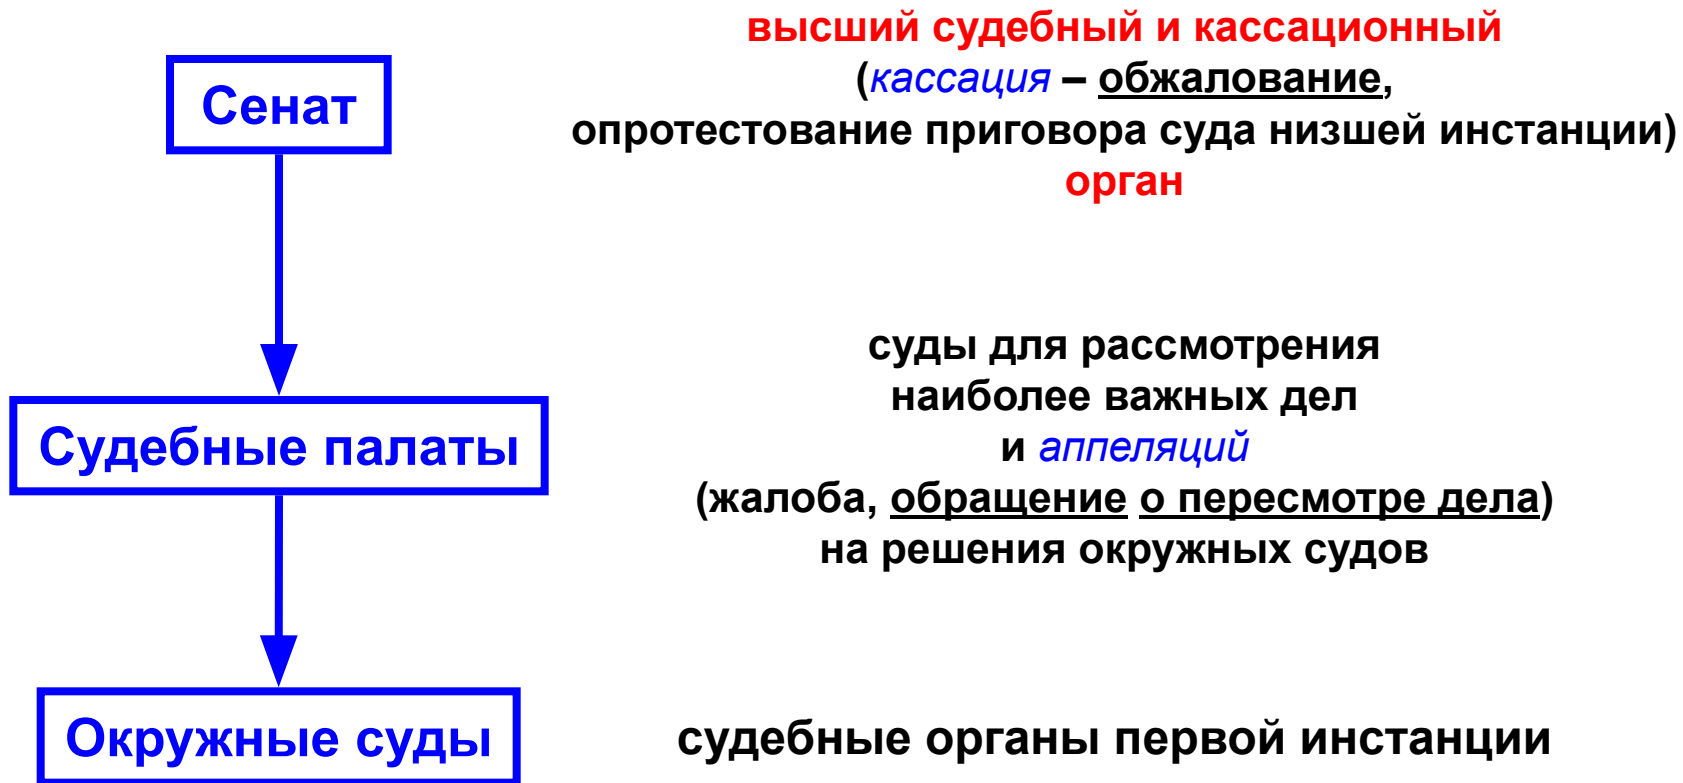 Сенат
высший судебный и кассационный
(кассация – обжалование,
опротестование приговора суда низшей инстанции)
орган
Судебные палаты
суды для рассмотрения
наиболее важных дел
и аппеляций
(жалоба, обращение о пересмотре дела)
на решения окружных судов
Окружные суды
судебные органы первой инстанции